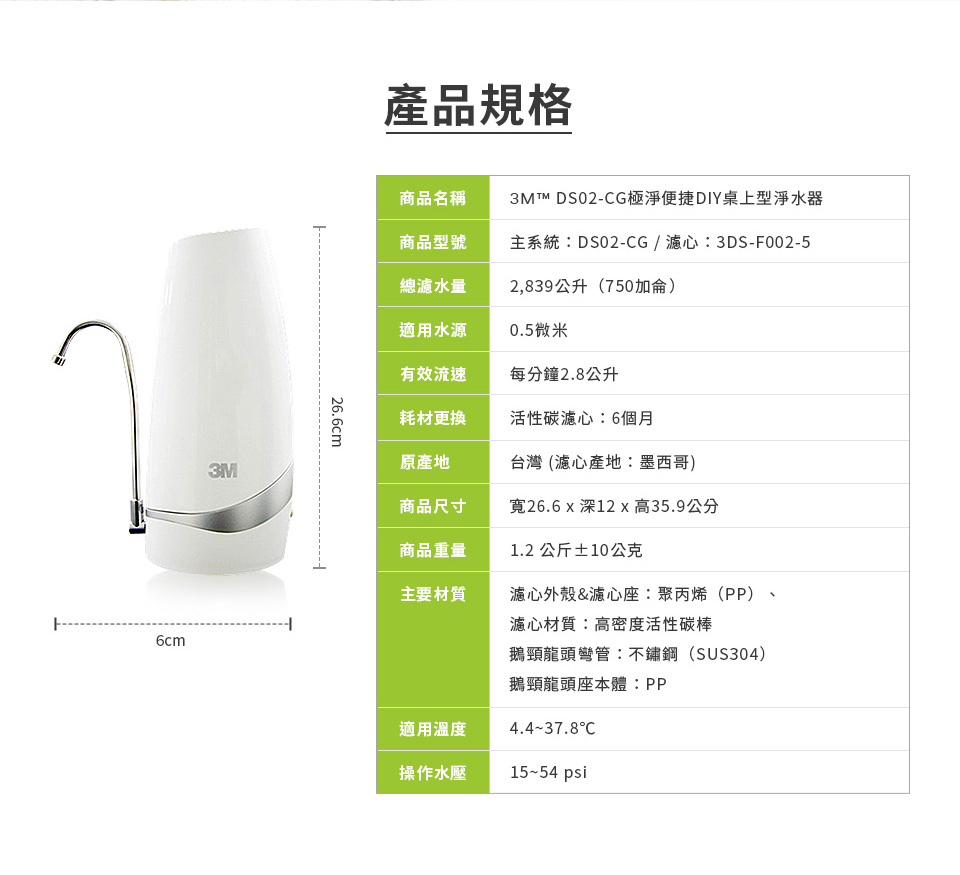 產品規格
商品名稱 3M™ DS02-CG極淨便捷DIY桌上型淨水器
商品型號 主系統：DS02-CG / 濾心：3DS-F002-5
總濾水量 2,839公升（750加侖）
適用水源 0.5微米
有效流速 每分鐘2.8公升
耗材更換 活性碳濾心：6個月
原產地 台灣 (濾心產地：墨西哥)
商品尺寸 寬26.6 x 深12 x 高35.9公分
商品重量 1.2 公斤±10公克
主要材質 濾心外殼&濾心座：聚丙烯（PP）、
濾心材質：高密度活性碳棒
鵝頸龍頭彎管：不鏽鋼（SUS304）
鵝頸龍頭座本體：PP
適用溫度 4.4~37.8℃
操作水壓 15~54 psi
3M
26.6cm
6cm